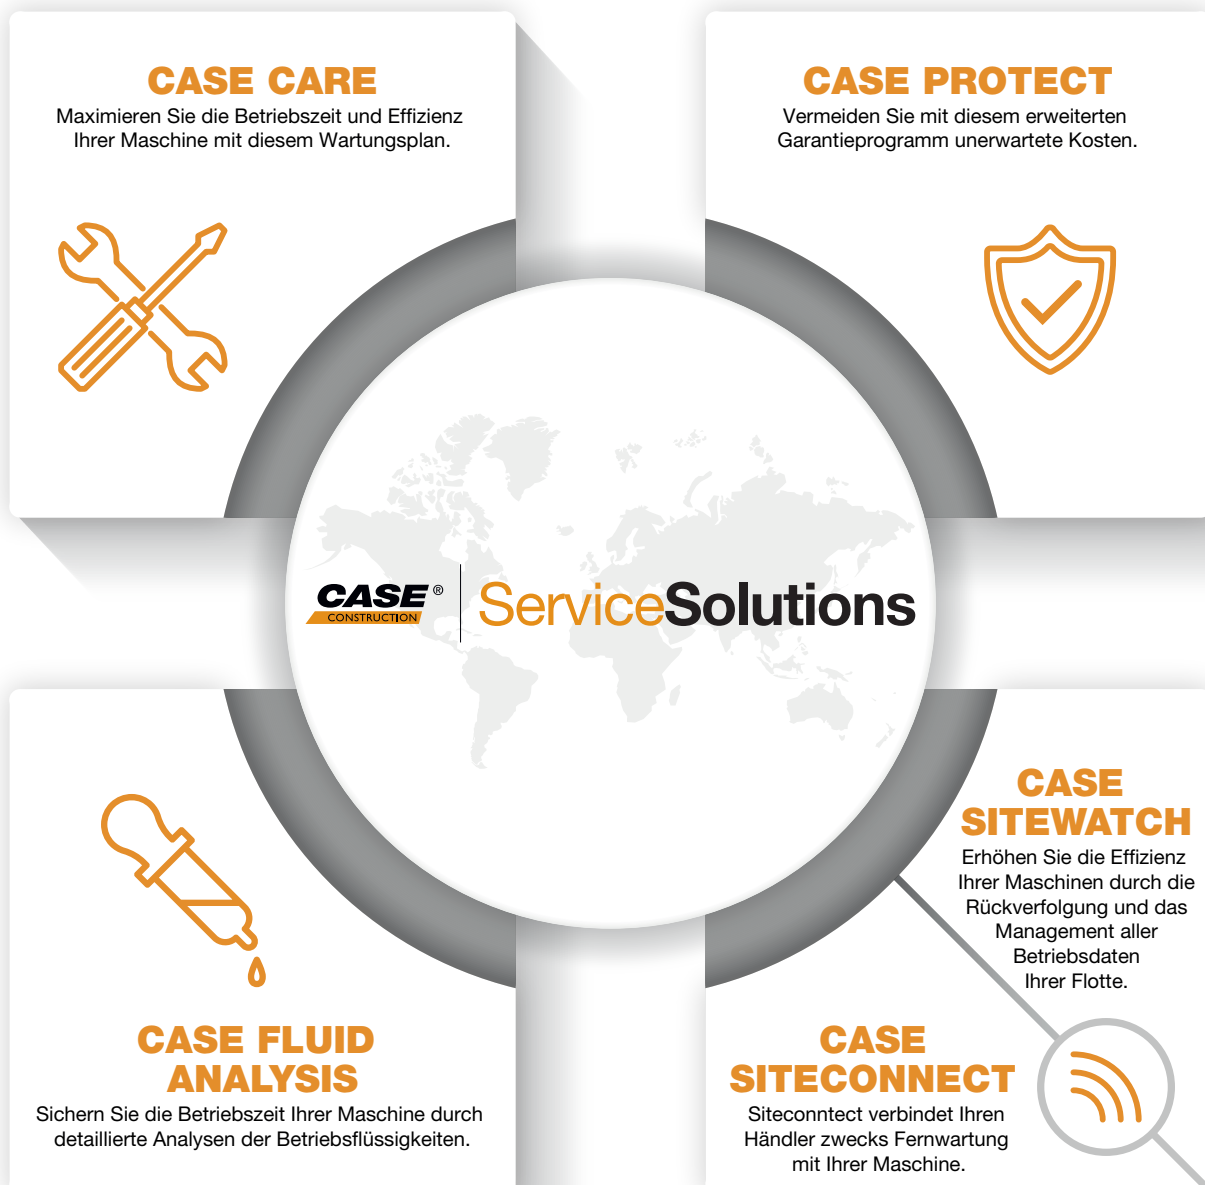 CASE CARE
Maximieren Sie die Betriebszeit und Effizienz
Ihrer Maschine mit diesem Wartungsplan.
CASE PROTECT
Vermeiden Sie mit diesem erweiterten
Garantieprogramm unerwartete Kosten.
CASE®
CONSTRUCTION
ServiceSolutions
CASE FLUID
ANALYSIS
Sichern Sie die Betriebszeit Ihrer Maschine durch
detaillierte Analysen der Betriebsflüssigkeiten.
CASE
SITEWATCH
Erhöhen Sie die Effizienz
Ihrer Maschinen durch die
Rückverfolgung und das
Management aller
Betriebsdaten
Ihrer Flotte.
CASE
SITECONNECT
Siteconntect verbindet Ihren
Händler zwecks Fernwartung
mit Ihrer Maschine.